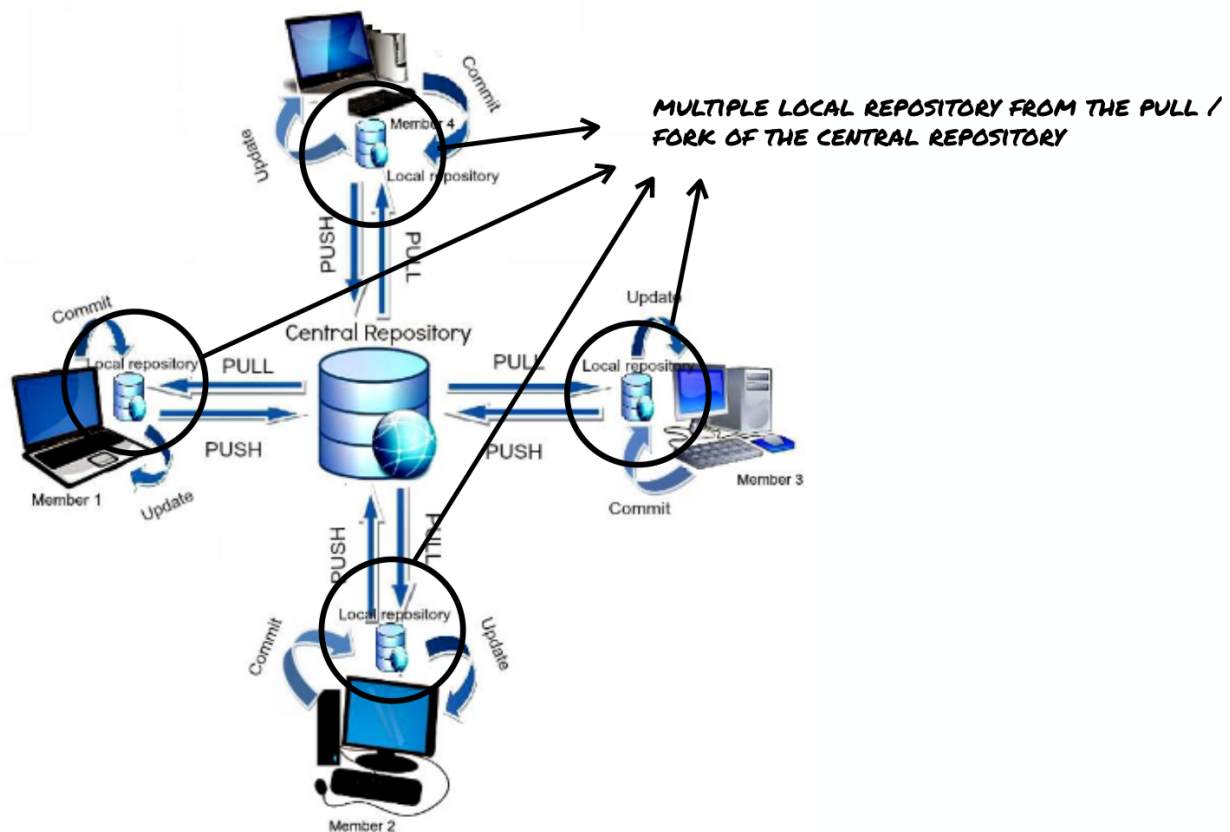 Commit
MULTIPLE LOCAL REPOSITORY FROM THE PULL /
FORK OF THE CENTRAL REPOSITORY
Member 4
Update
Local repository
PUSH
PULL
Commit
Update
Central Repository
Local repository
PULL
PULL
Local repository
PUSH
PUSH
Member 1
Update
Member 3
Commit
PUSH
PULL
Local repository
Commit
Update
Member 2